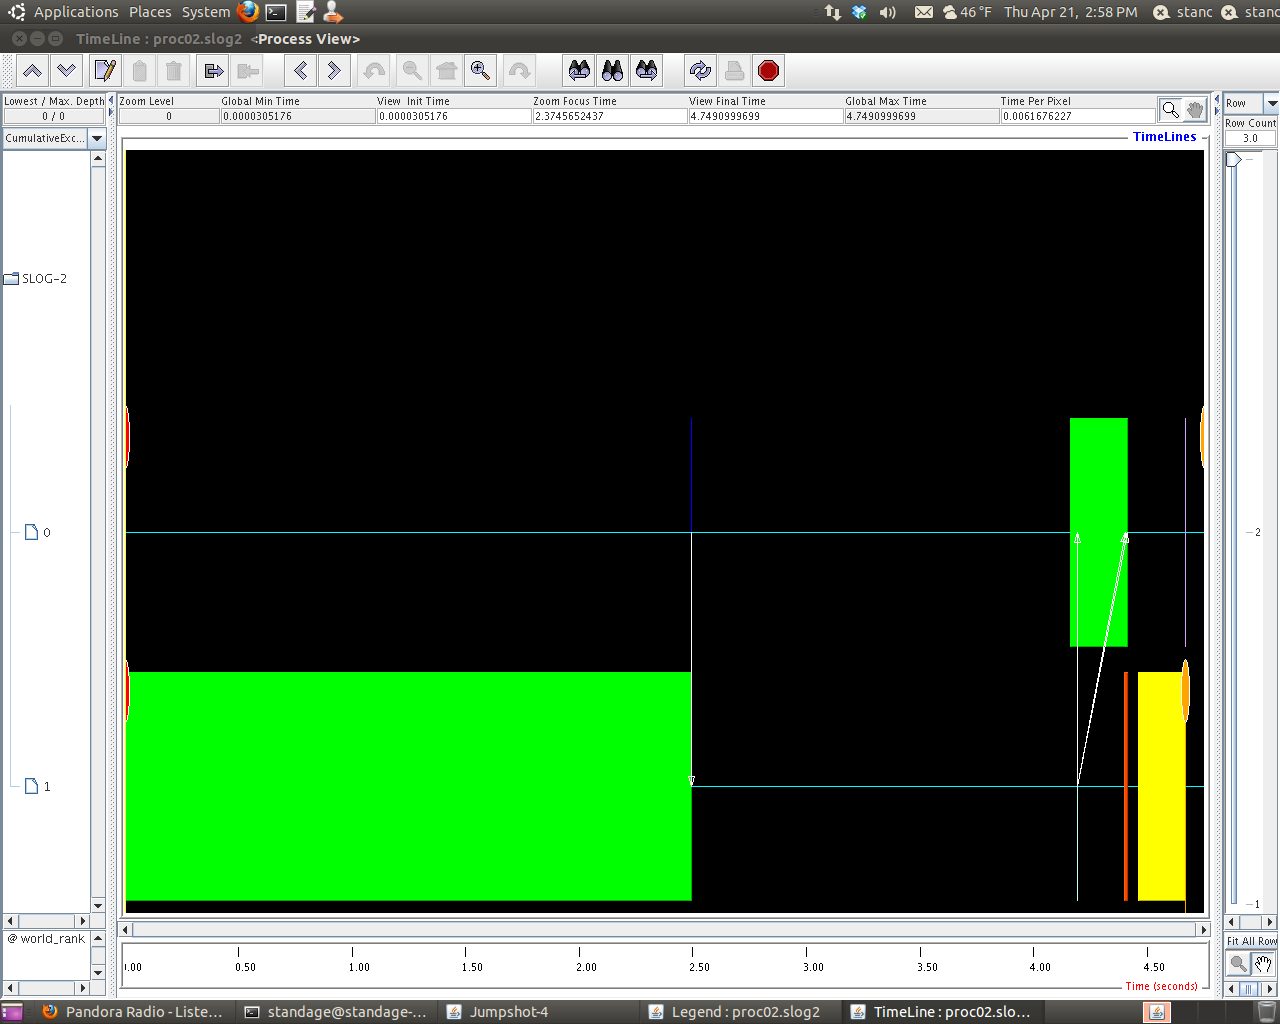 Applications Places System 46 °F Thu Apr 21, 2:58 PM stanc stanc
TimeLine : proc02.slog2 <Process View>
Lowest / Max. Depth Zoom Level Global Min Time View Init Time Zoom Focus Time View Final Time Global Max Time Time Per Pixel Row
0 / 0 0 0.0000305176 0.0000305176 2.3745652437 4.7490999699 4.7490999699 0.0061676227
Row Count
3.0
CumulativeExc...
TimeLines
SLOG-2
0
2
1
1
@ world_rank
Fit All Row
.00 0.50 1.00 1.50 2.00 2.50 3.00 3.50 4.00 4.50
Time (seconds)
Pandora Radio - Liste... standage@standage-... Jumpshot-4 Legend : proc02.slog2 TimeLine : proc02.slo...